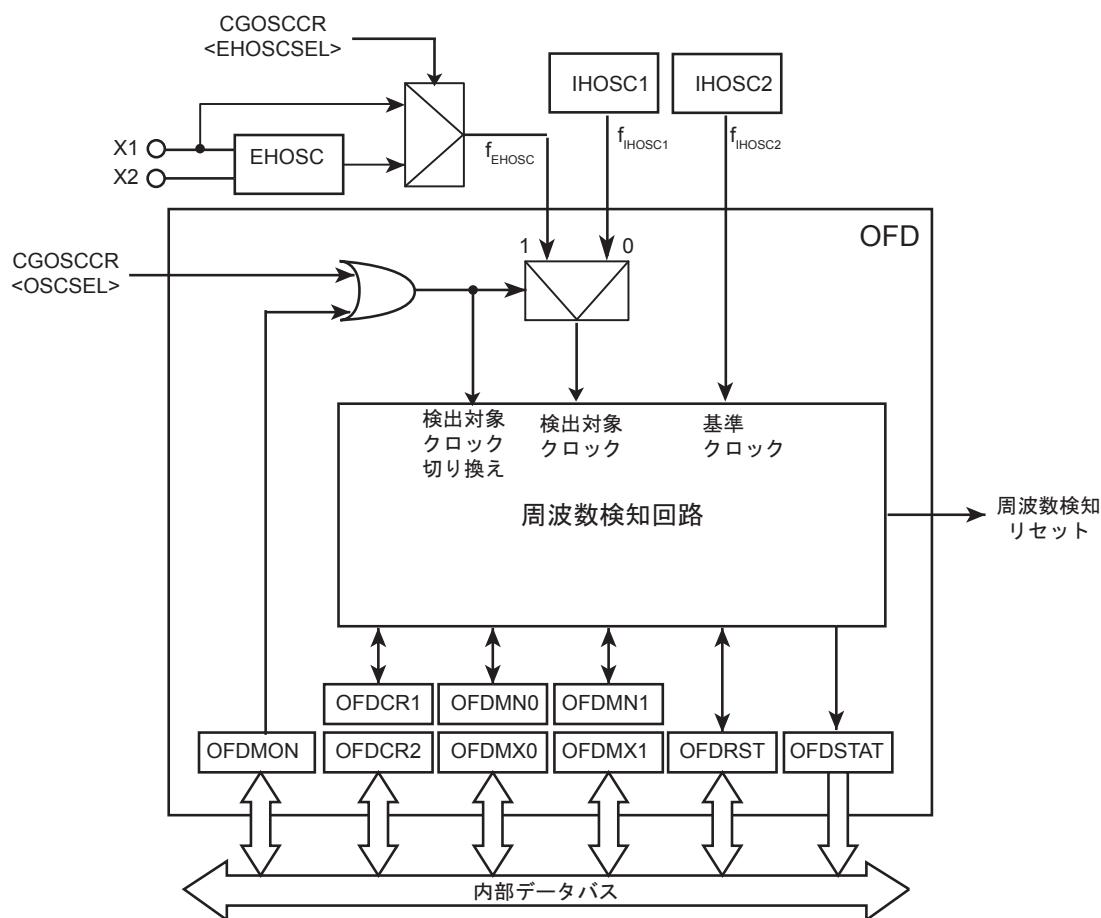 CGOSCCR
<EHOSCSEL>
IHOSC1
IHOSC2
X1
X2
EHOSC
fEHOSC
fIHOSC1
fIHOSC2
OFD
1
0
CGOSCCR
<OSCSEL>
検出対象
クロック
切り換え
検出対象
クロック
基準
クロック
周波数検知回路
周波数検知
リセット
OFDCR1
OFDMN0
OFDMN1
OFDMON
OFDCR2
OFDMX0
OFDMX1
OFDRST
OFDSTAT
内部データバス